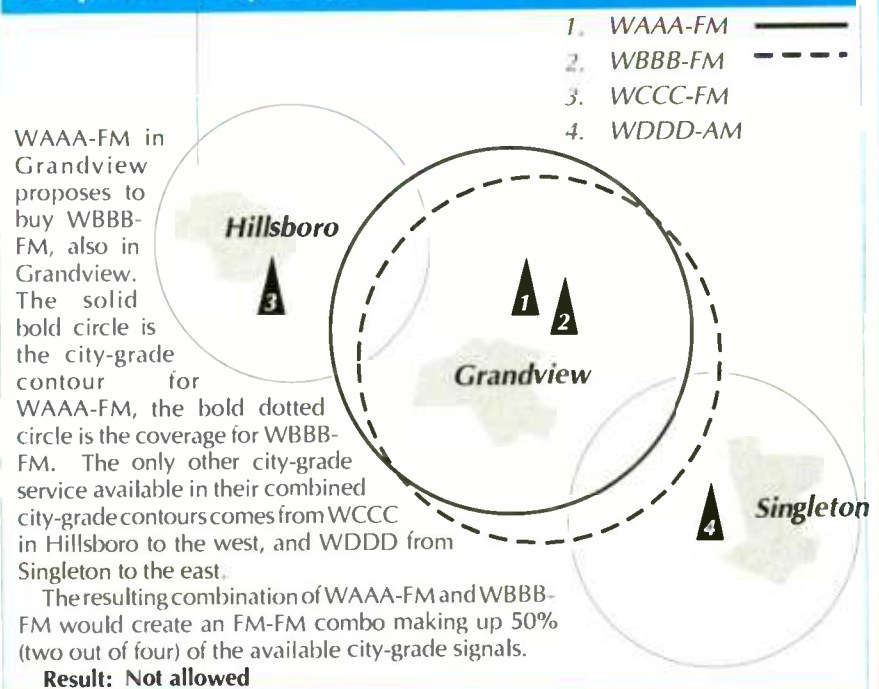 1. WAAA-FM
2. WBBB-FM
3. WCCC-FM
4. WDDD-AM
WAAA-FM in
Grandview
proposes to
buy WBBB-
FM, also in
Grandview.
The solid
bold circle is
the city-grade
contour for
WAAA-FM, the bold dotted
circle is the coverage for WBBB-
FM. The only other city-grade
service available in their combined
city-grade contours comes from WCCC
in Hillsboro to the west, and WDDD from
Singleton to the east.
The resulting combination of WAAA-FM and WBBB-
FM would create an FM-FM combo making up 50%
(two out of four) of the available city-grade signals.
Result: Not allowed
Hillsboro
3
1
2
Grandview
Singleton
4